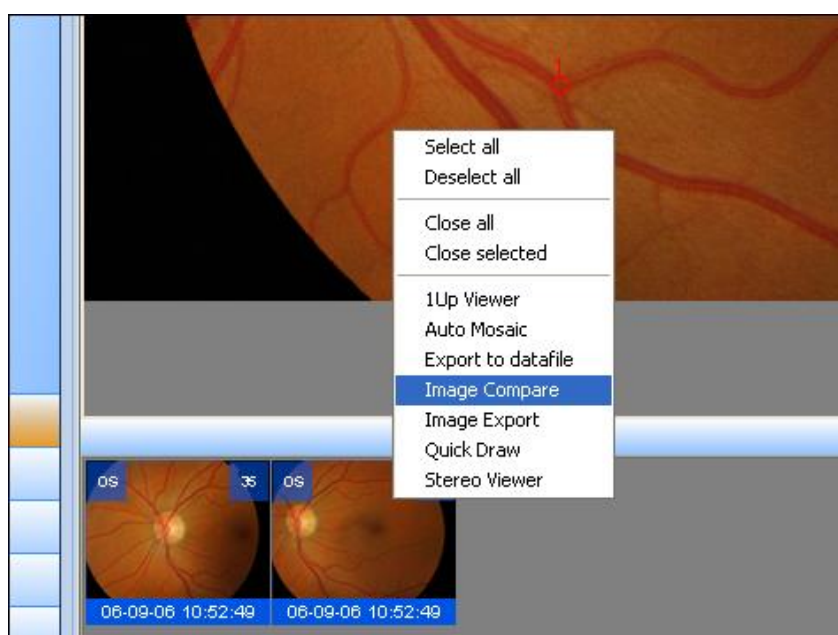 1
Select all
Deselect all
Close all
Close selected
1Up Viewer
Auto Mosaic
Export to datafile
Image Compare
Image Export
Quick Draw
Stereo Viewer
OS 35 OS
06-09-06 10:52:49 06-09-06 10:52:49